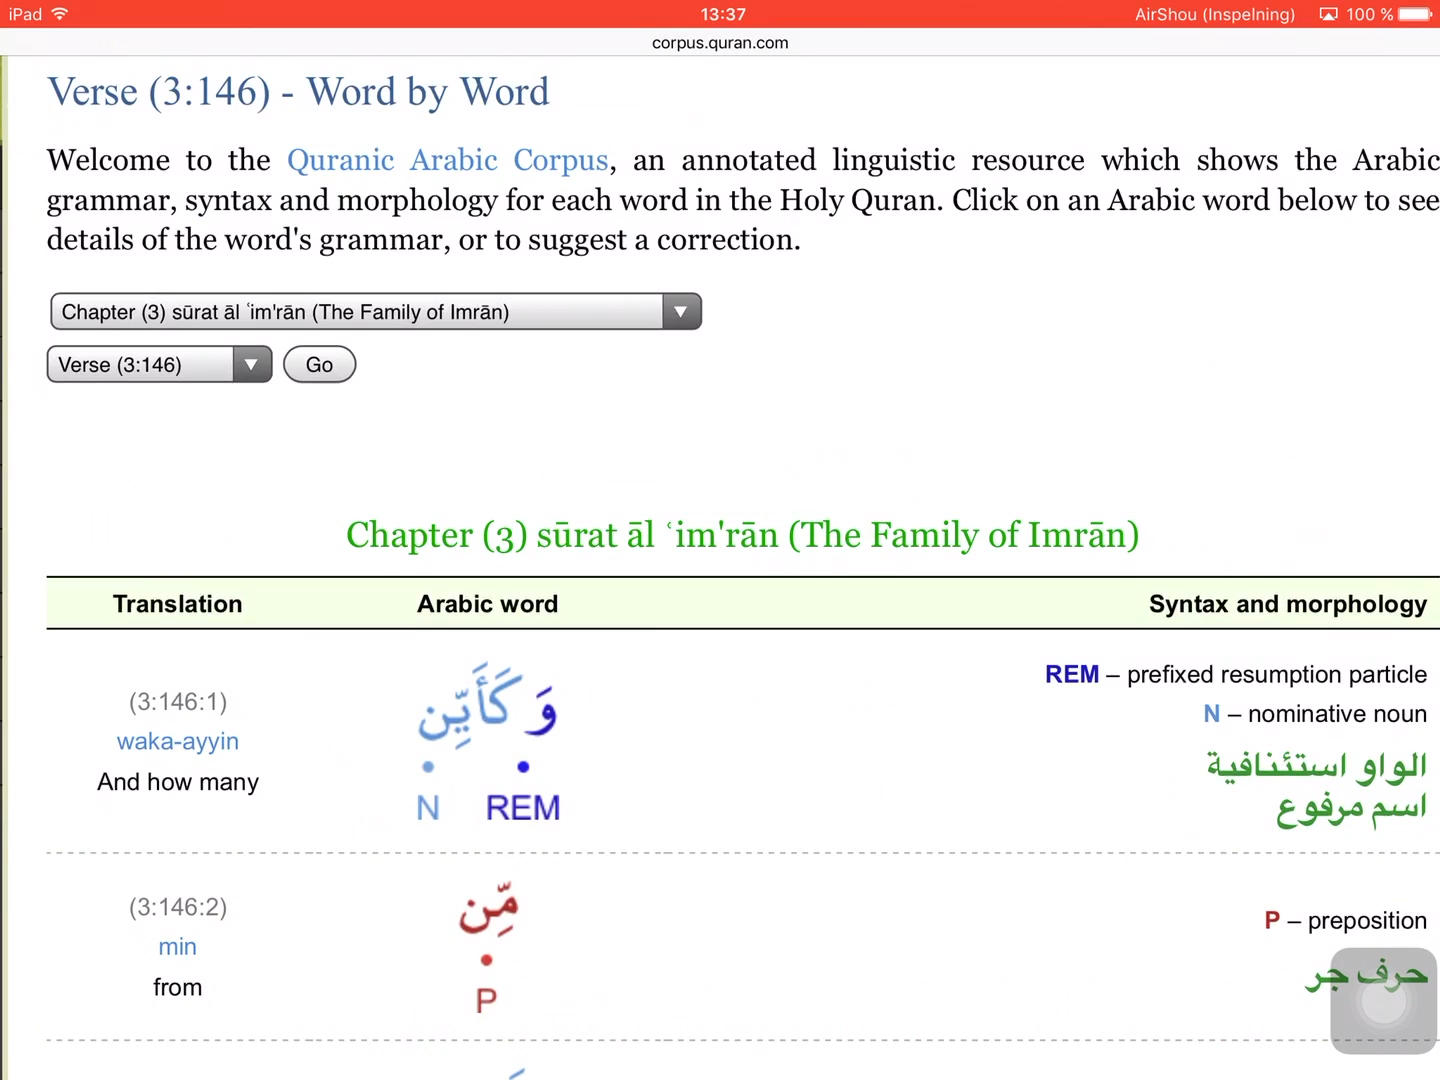 iPad 13:37 AirShou (Inspelning) 100 %
corpus.quran.com
Verse (3:146) - Word by Word
Welcome to the Quranic Arabic Corpus, an annotated linguistic resource which shows the Arabic
grammar, syntax and morphology for each word in the Holy Quran. Click on an Arabic word below to see
details of the word's grammar, or to suggest a correction.
Chapter (3) sūrat āl ʿim'rān (The Family of Imrān)
Verse (3:146) Go
Chapter (3) sūrat āl ʿim'rān (The Family of Imrān)
Translation Arabic word Syntax and morphology
(3:146:1)
waka-ayyin
And how many
وَكَأَيِّن
N REM
REM – prefixed resumption particle
N – nominative noun
الواو استئنافية
اسم مرفوع
(3:146:2)
min
from
مِّن
P
P – preposition
حرف جر